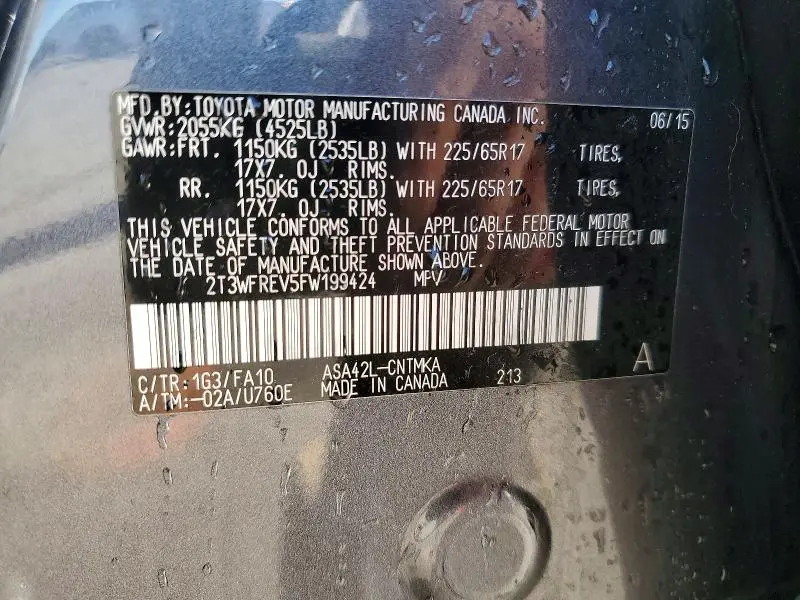 MFD.BY:TOYOTA MOTOR MANUFACTURING CANADA INC. 06/15
GVWR:2055KG (4525LB)
GAWR:FRT. 1150KG (2535LB) WITH 225/65R17 TIRES,
17X7.0J RIMS.
RR. 1150KG (2535LB) WITH 225/65R17 TIRES,
17X7.0J RIMS.
THIS VEHICLE CONFORMS TO ALL APPLICABLE FEDERAL MOTOR
VEHICLE SAFETY AND THEFT PREVENTION STANDARDS IN EFFECT ON
THE DATE OF MANUFACTURE SHOWN ABOVE.
2T3WFREV5FW199424 MPV
C/TR:1G3/FA10 ASA42L-CNTMKA A
A/TM:-02A/U760E MADE IN CANADA 213